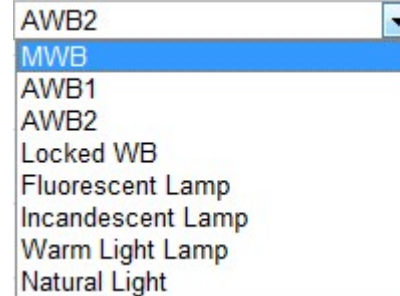 AWB2
MWB
AWB1
AWB2
Locked WB
Fluorescent Lamp
Incandescent Lamp
Warm Light Lamp
Natural Light